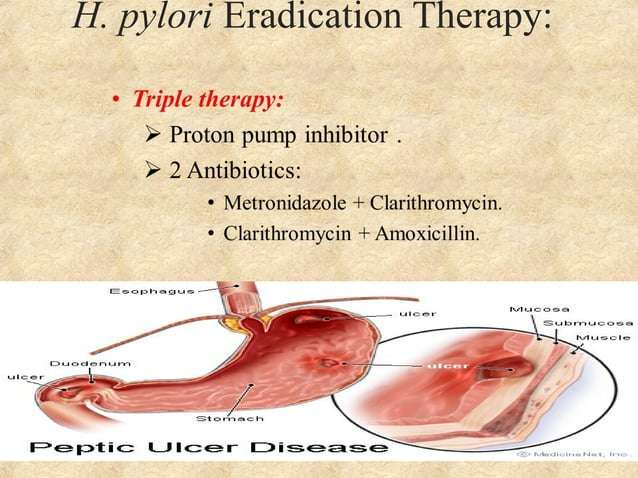 H. pylori Eradication Therapy:
• Triple therapy:
➢ Proton pump inhibitor .
➢ 2 Antibiotics:
• Metronidazole + Clarithromycin.
• Clarithromycin + Amoxicillin.
Esophagus
ulcer
Mucosa
Submucosa
Muscle
Duodenum
ulcer
ulcer
Stomach
Peptic Ulcer Disease
© MedicineNet, Inc.